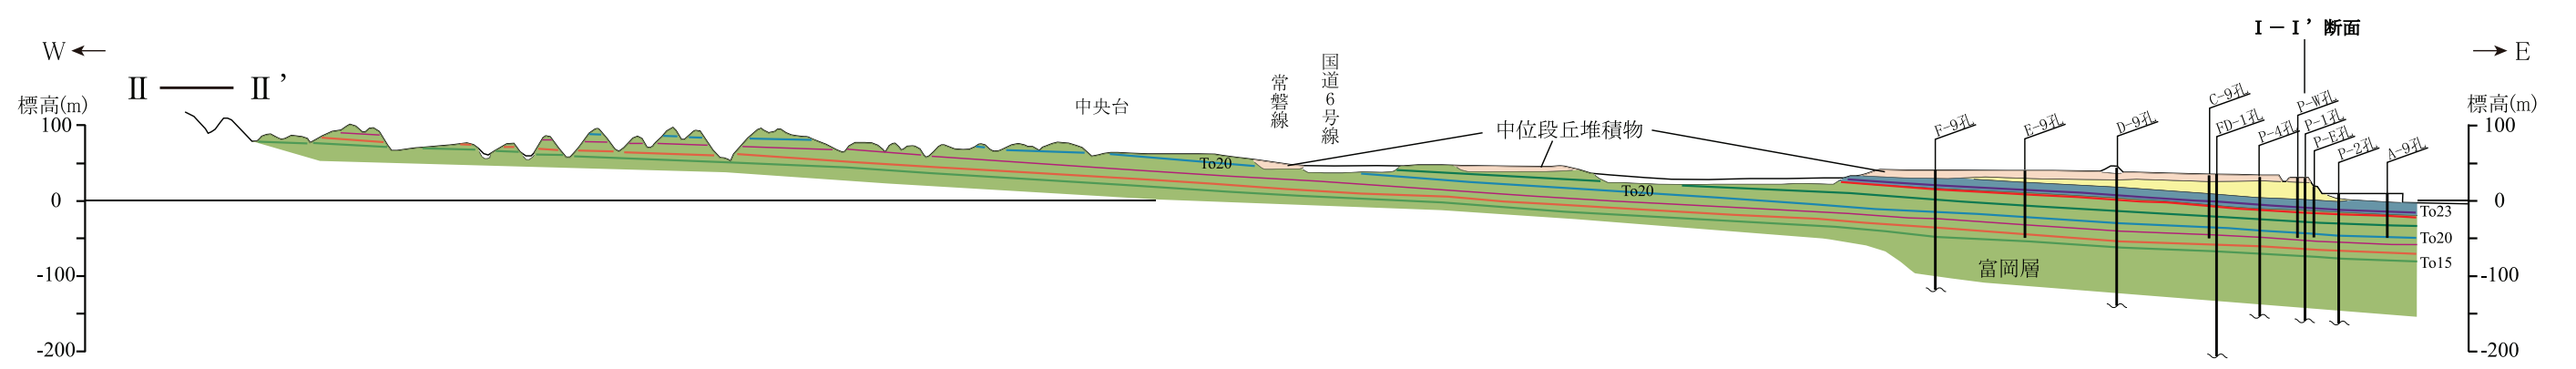 I－I’ 断面
W
E
II II’
国道6号線
常磐線
標高(m)
中央台
標高(m)
C-9孔
P-W孔
F-9孔
E-9孔
D-9孔
FD-1孔
P-4孔
P-1孔
P-E孔
P-2孔
A-9孔
100
中位段丘堆積物
100
To20
To20
0
0
To23
To20
To15
富岡層
-100
-100
-200
-200